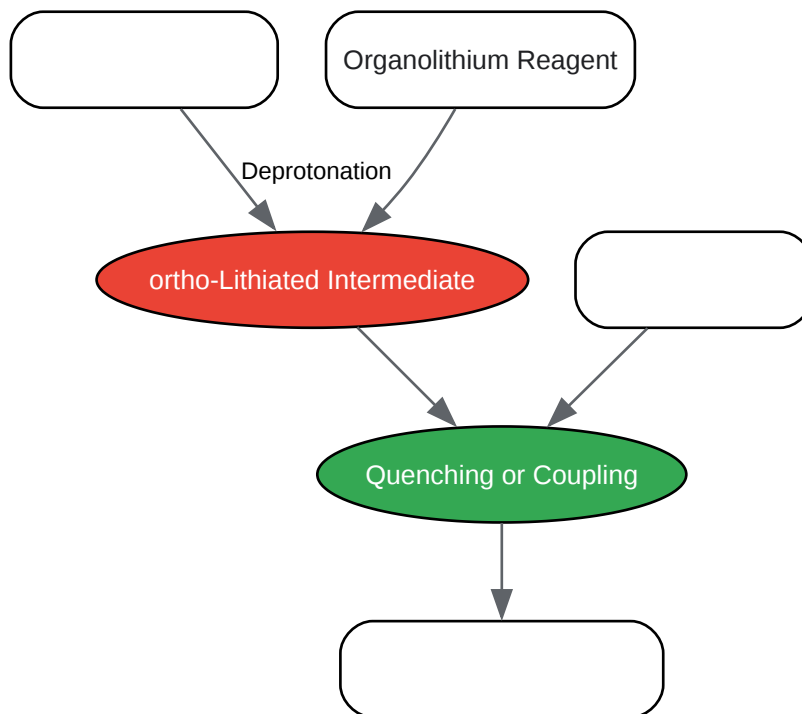 Organolithium Reagent
Deprotonation
ortho-Lithiated Intermediate
Quenching or Coupling